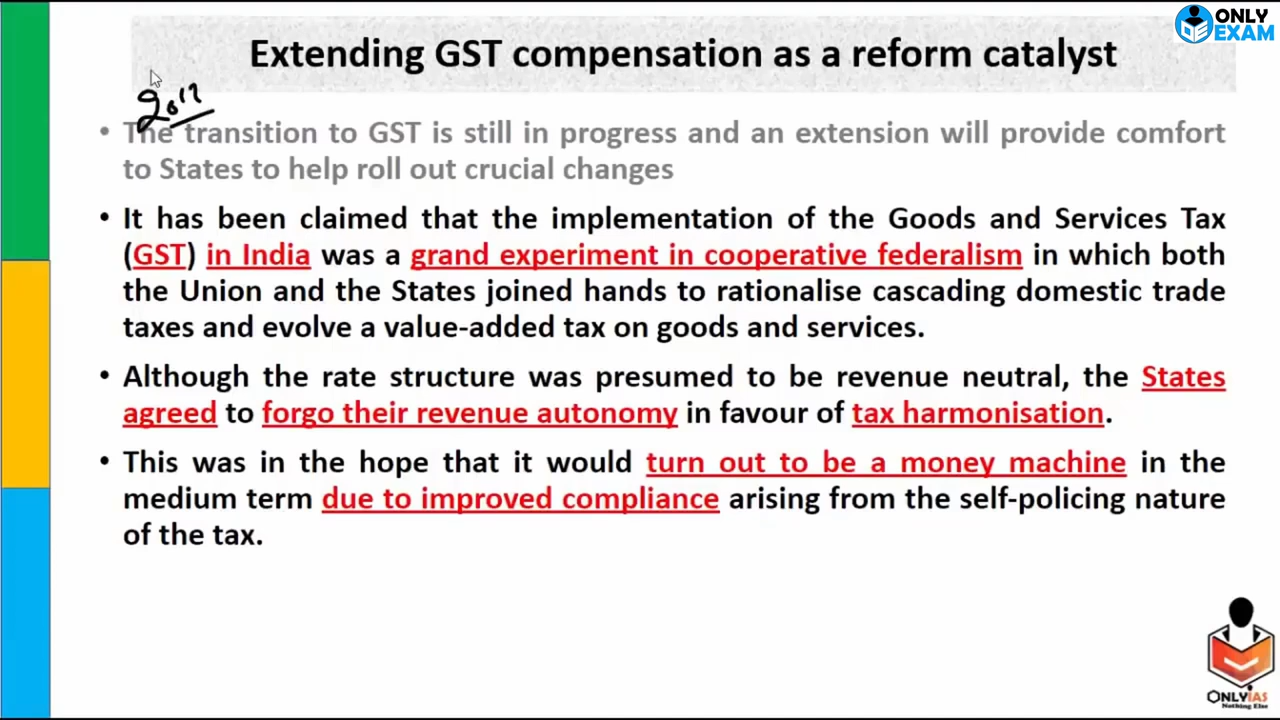 ONLY
EXAM
Extending GST compensation as a reform catalyst
2017
• The transition to GST is still in progress and an extension will provide comfort
to States to help roll out crucial changes
• It has been claimed that the implementation of the Goods and Services Tax
(GST) in India was a grand experiment in cooperative federalism in which both
the Union and the States joined hands to rationalise cascading domestic trade
taxes and evolve a value-added tax on goods and services.
• Although the rate structure was presumed to be revenue neutral, the States
agreed to forgo their revenue autonomy in favour of tax harmonisation.
• This was in the hope that it would turn out to be a money machine in the
medium term due to improved compliance arising from the self-policing nature
of the tax.
ONLYIAS
Nothing Else